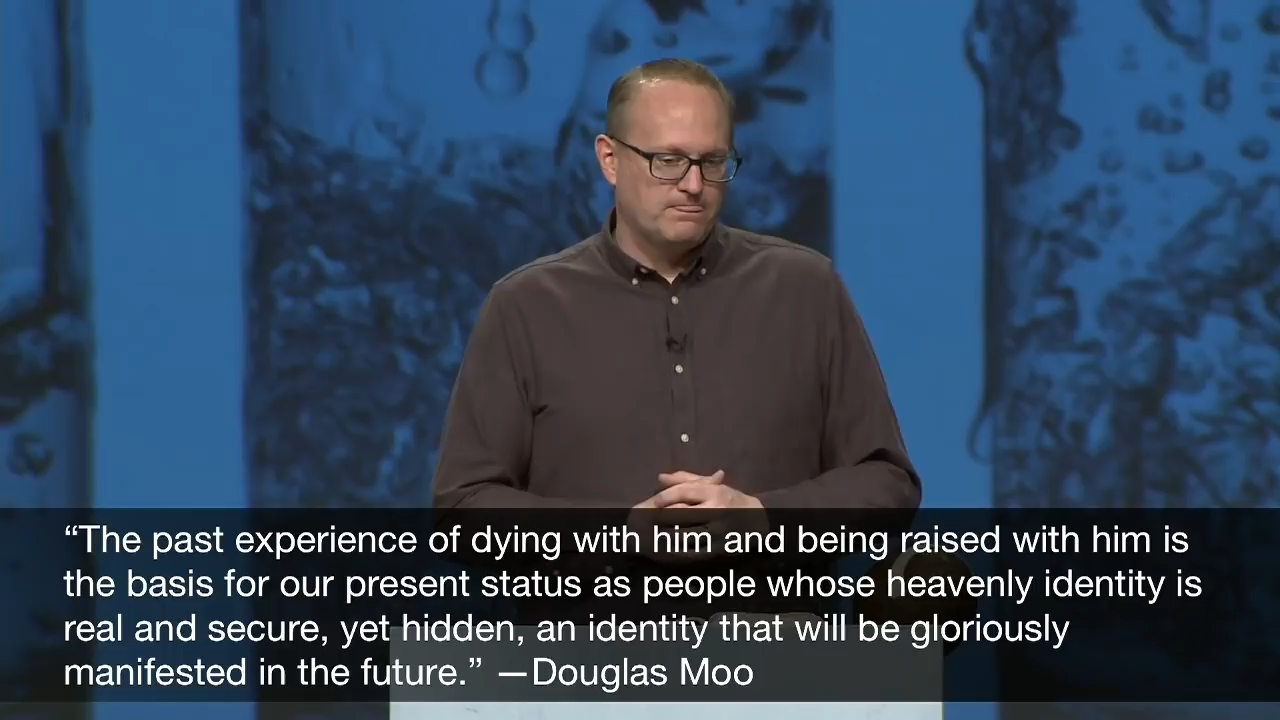 “The past experience of dying with him and being raised with him is
the basis for our present status as people whose heavenly identity is
real and secure, yet hidden, an identity that will be gloriously
manifested in the future.” —Douglas Moo